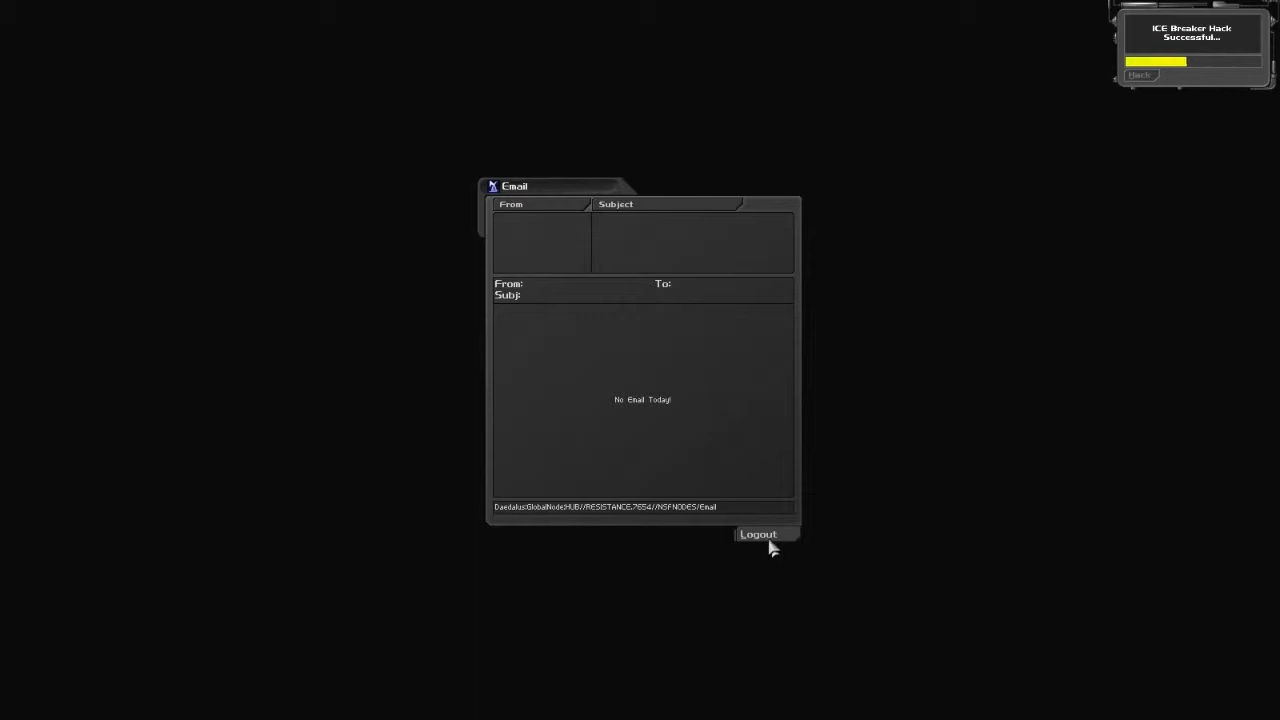 ICE Breaker Hack
Successful...
Hack
Email
From Subject
From: To:
Subj:
No Email Today!
Daedalus:GlobalNode:HUB//RESISTANCE.7654//NSFNODES/Email
Logout